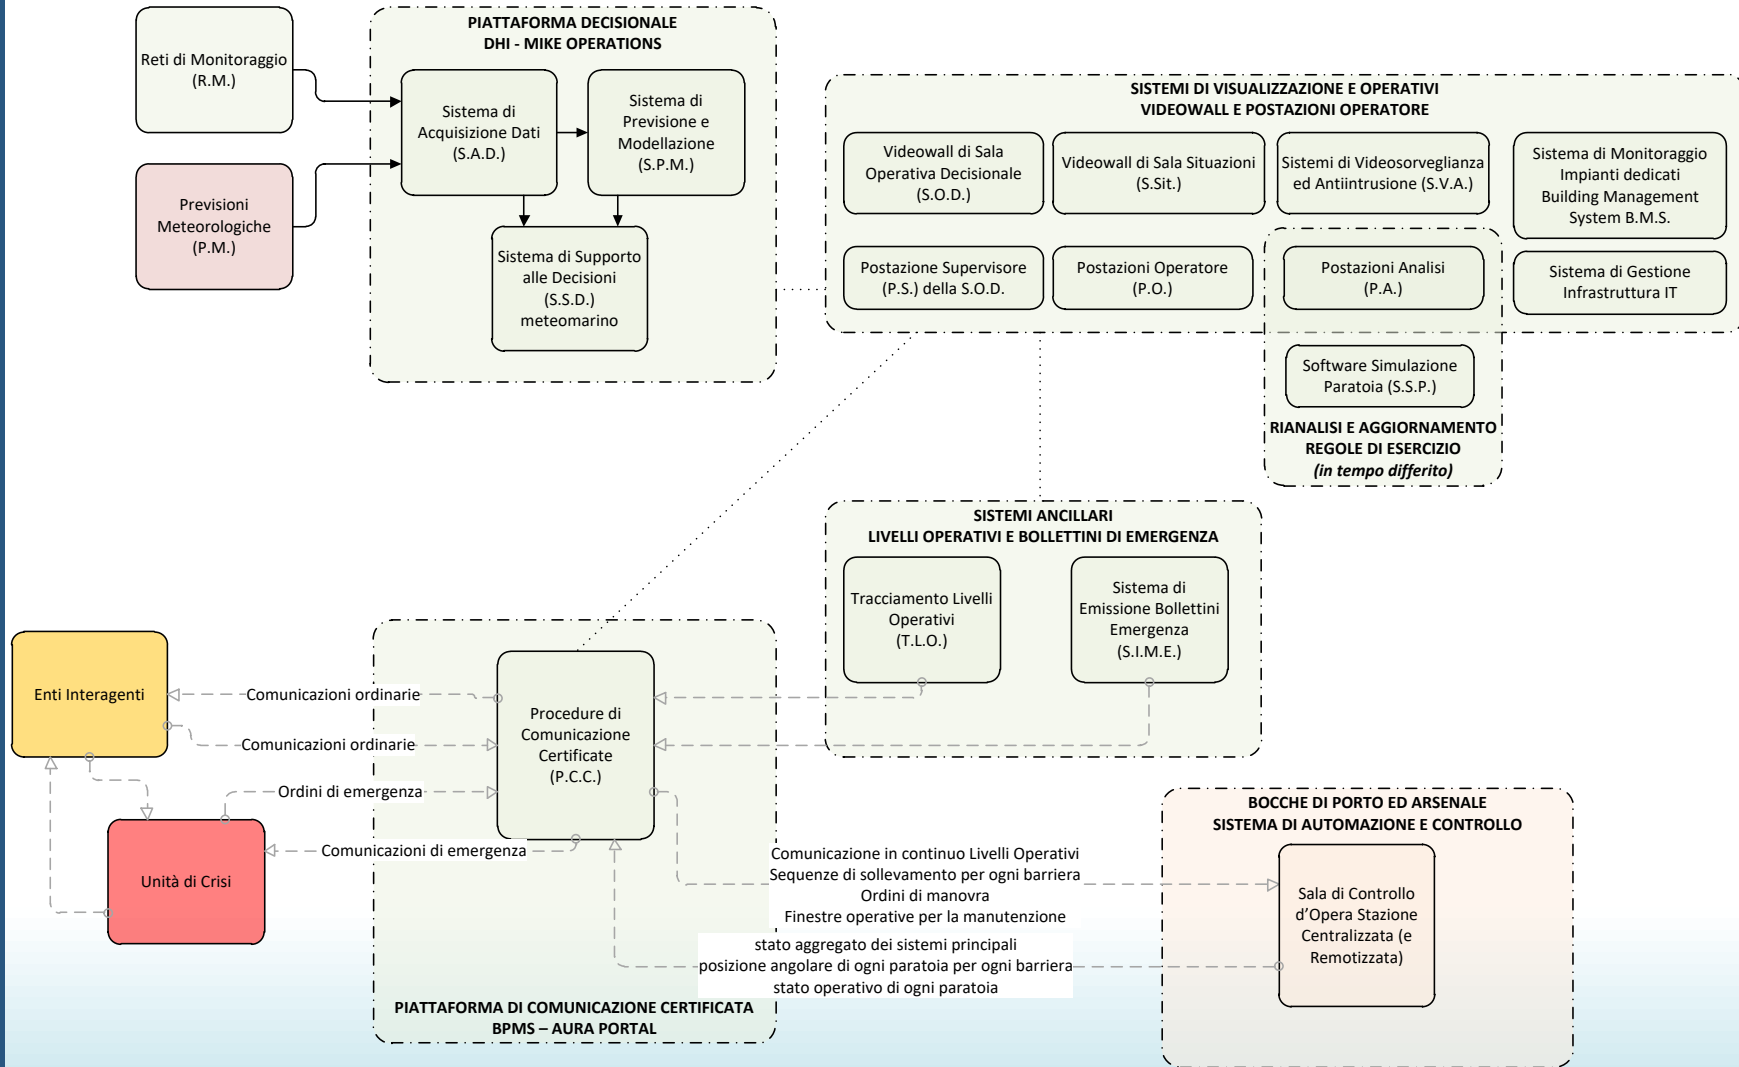 Reti di Monitoraggio
(R.M.)
Previsioni
Meteorologiche
(P.M.)
PIATTAFORMA DECISIONALE
DHI - MIKE OPERATIONS
Sistema di
Acquisizione Dati
(S.A.D.)
Sistema di
Previsione e
Modellazione
(S.P.M.)
Sistema di Supporto
alle Decisioni
(S.S.D.)
meteomarino
SISTEMI DI VISUALIZZAZIONE E OPERATIVI
VIDEOWALL E POSTAZIONI OPERATORE
Videowall di Sala
Operativa Decisionale
(S.O.D.)
Videowall di Sala Situazioni
(S.Sit.)
Sistemi di Videosorveglianza
ed Antiintrusione (S.V.A.)
Sistema di Monitoraggio
Impianti dedicati
Building Management
System B.M.S.
Postazione Supervisore
(P.S.) della S.O.D.
Postazioni Operatore
(P.O.)
Postazioni Analisi
(P.A.)
Sistema di Gestione
Infrastruttura IT
Software Simulazione
Paratoia (S.S.P.)
RIANALISI E AGGIORNAMENTO
REGOLE DI ESERCIZIO
(in tempo differito)
SISTEMI ANCILLARI
LIVELLI OPERATIVI E BOLLETTINI DI EMERGENZA
Tracciamento Livelli
Operativi
(T.L.O.)
Sistema di
Emissione Bollettini
Emergenza
(S.I.M.E.)
Enti Interagenti
Comunicazioni ordinarie
Comunicazioni ordinarie
Ordini di emergenza
Comunicazioni di emergenza
Unità di Crisi
Procedure di
Comunicazione
Certificate
(P.C.C.)
PIATTAFORMA DI COMUNICAZIONE CERTIFICATA
BPMS – AURA PORTAL
Comunicazione in continuo Livelli Operativi
Sequenze di sollevamento per ogni barriera
Ordini di manovra
Finestre operative per la manutenzione
stato aggregato dei sistemi principali
posizione angolare di ogni paratoia per ogni barriera
stato operativo di ogni paratoia
BOCCHE DI PORTO ED ARSENALE
SISTEMA DI AUTOMAZIONE E CONTROLLO
Sala di Controllo
d’Opera Stazione
Centralizzata (e
Remotizzata)